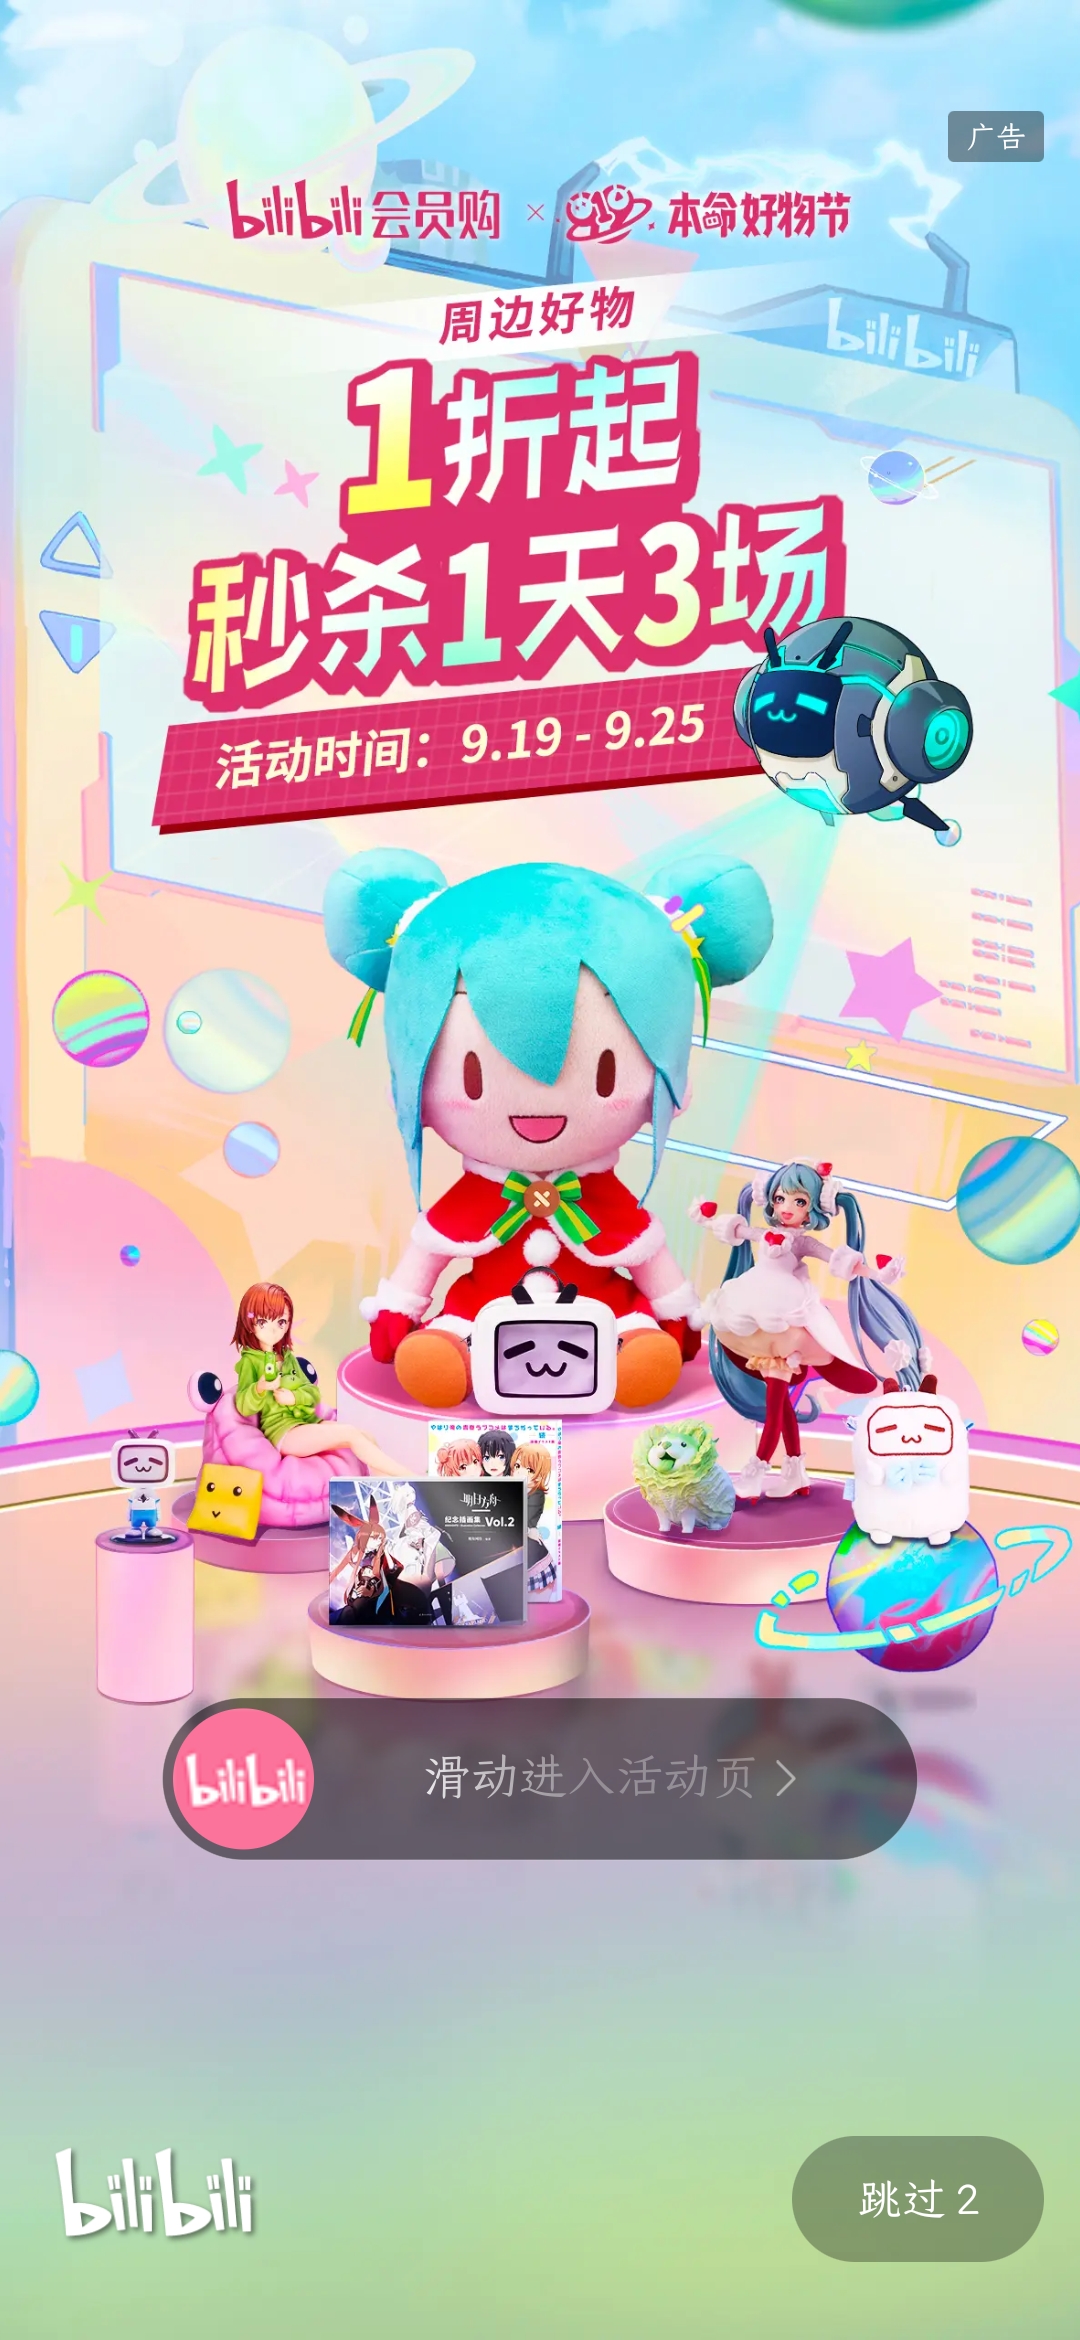 广告
bilibili会员购 × 919 本命好物节
bilibili
周边好物
1折起
秒杀1天3场
活动时间：9.19 - 9.25
明日方舟
纪念插画集 Vol.2
bilibili 滑动进入活动页 >
bilibili
跳过 2